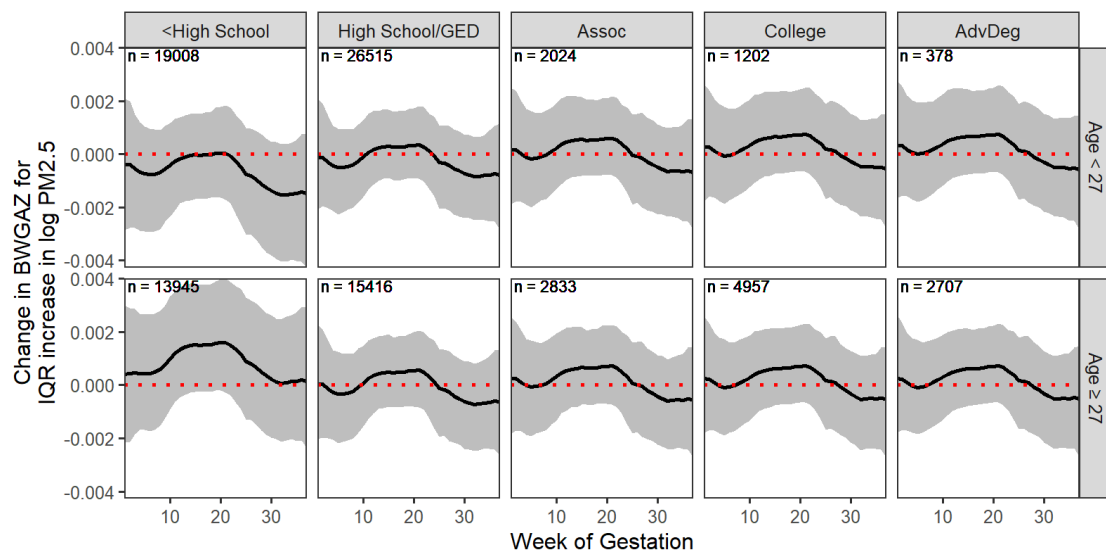 <High School
High School/GED
Assoc
College
AdvDeg
Change in BWGAZ for
IQR increase in log PM2.5
0.004
0.002
0.000
-0.002
-0.004
n = 19008
n = 26515
n = 2024
n = 1202
n = 378
Age < 27
0.004
0.002
0.000
-0.002
-0.004
n = 13945
n = 15416
n = 2833
n = 4957
n = 2707
Age ≥ 27
10 20 30
10 20 30
10 20 30
10 20 30
10 20 30
Week of Gestation